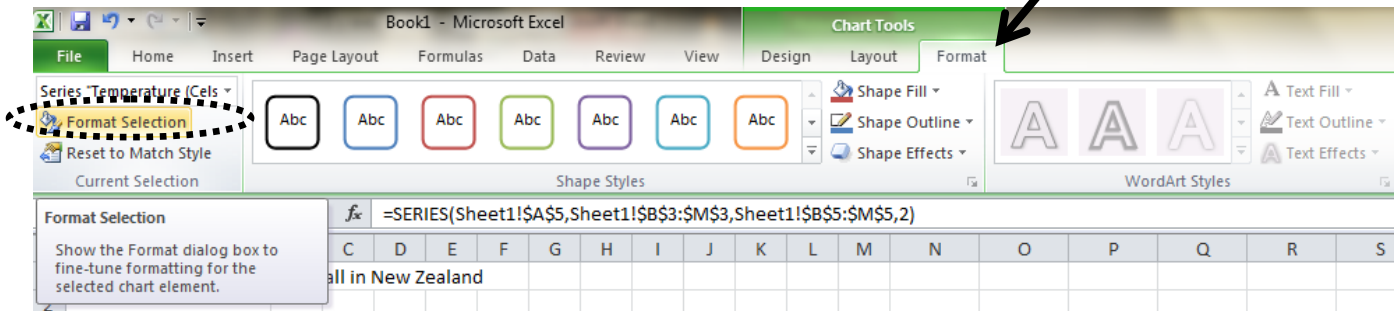 Book1 - Microsoft Excel
Chart Tools
File Home Insert Page Layout Formulas Data Review View Design Layout Format
Series "Temperature (Cels
Format Selection
Reset to Match Style
Current Selection
Abc Abc Abc Abc Abc Abc Abc
Shape Styles
Shape Fill
Shape Outline
Shape Effects
A A A
WordArt Styles
A Text Fill
Text Outline
A Text Effects
Format Selection
Show the Format dialog box to
fine-tune formatting for the
selected chart element.
fx =SERIES(Sheet1!$A$5,Sheet1!$B$3:$M$3,Sheet1!$B$5:$M$5,2)
C D E F G H I J K L M N O P Q R S
all in New Zealand